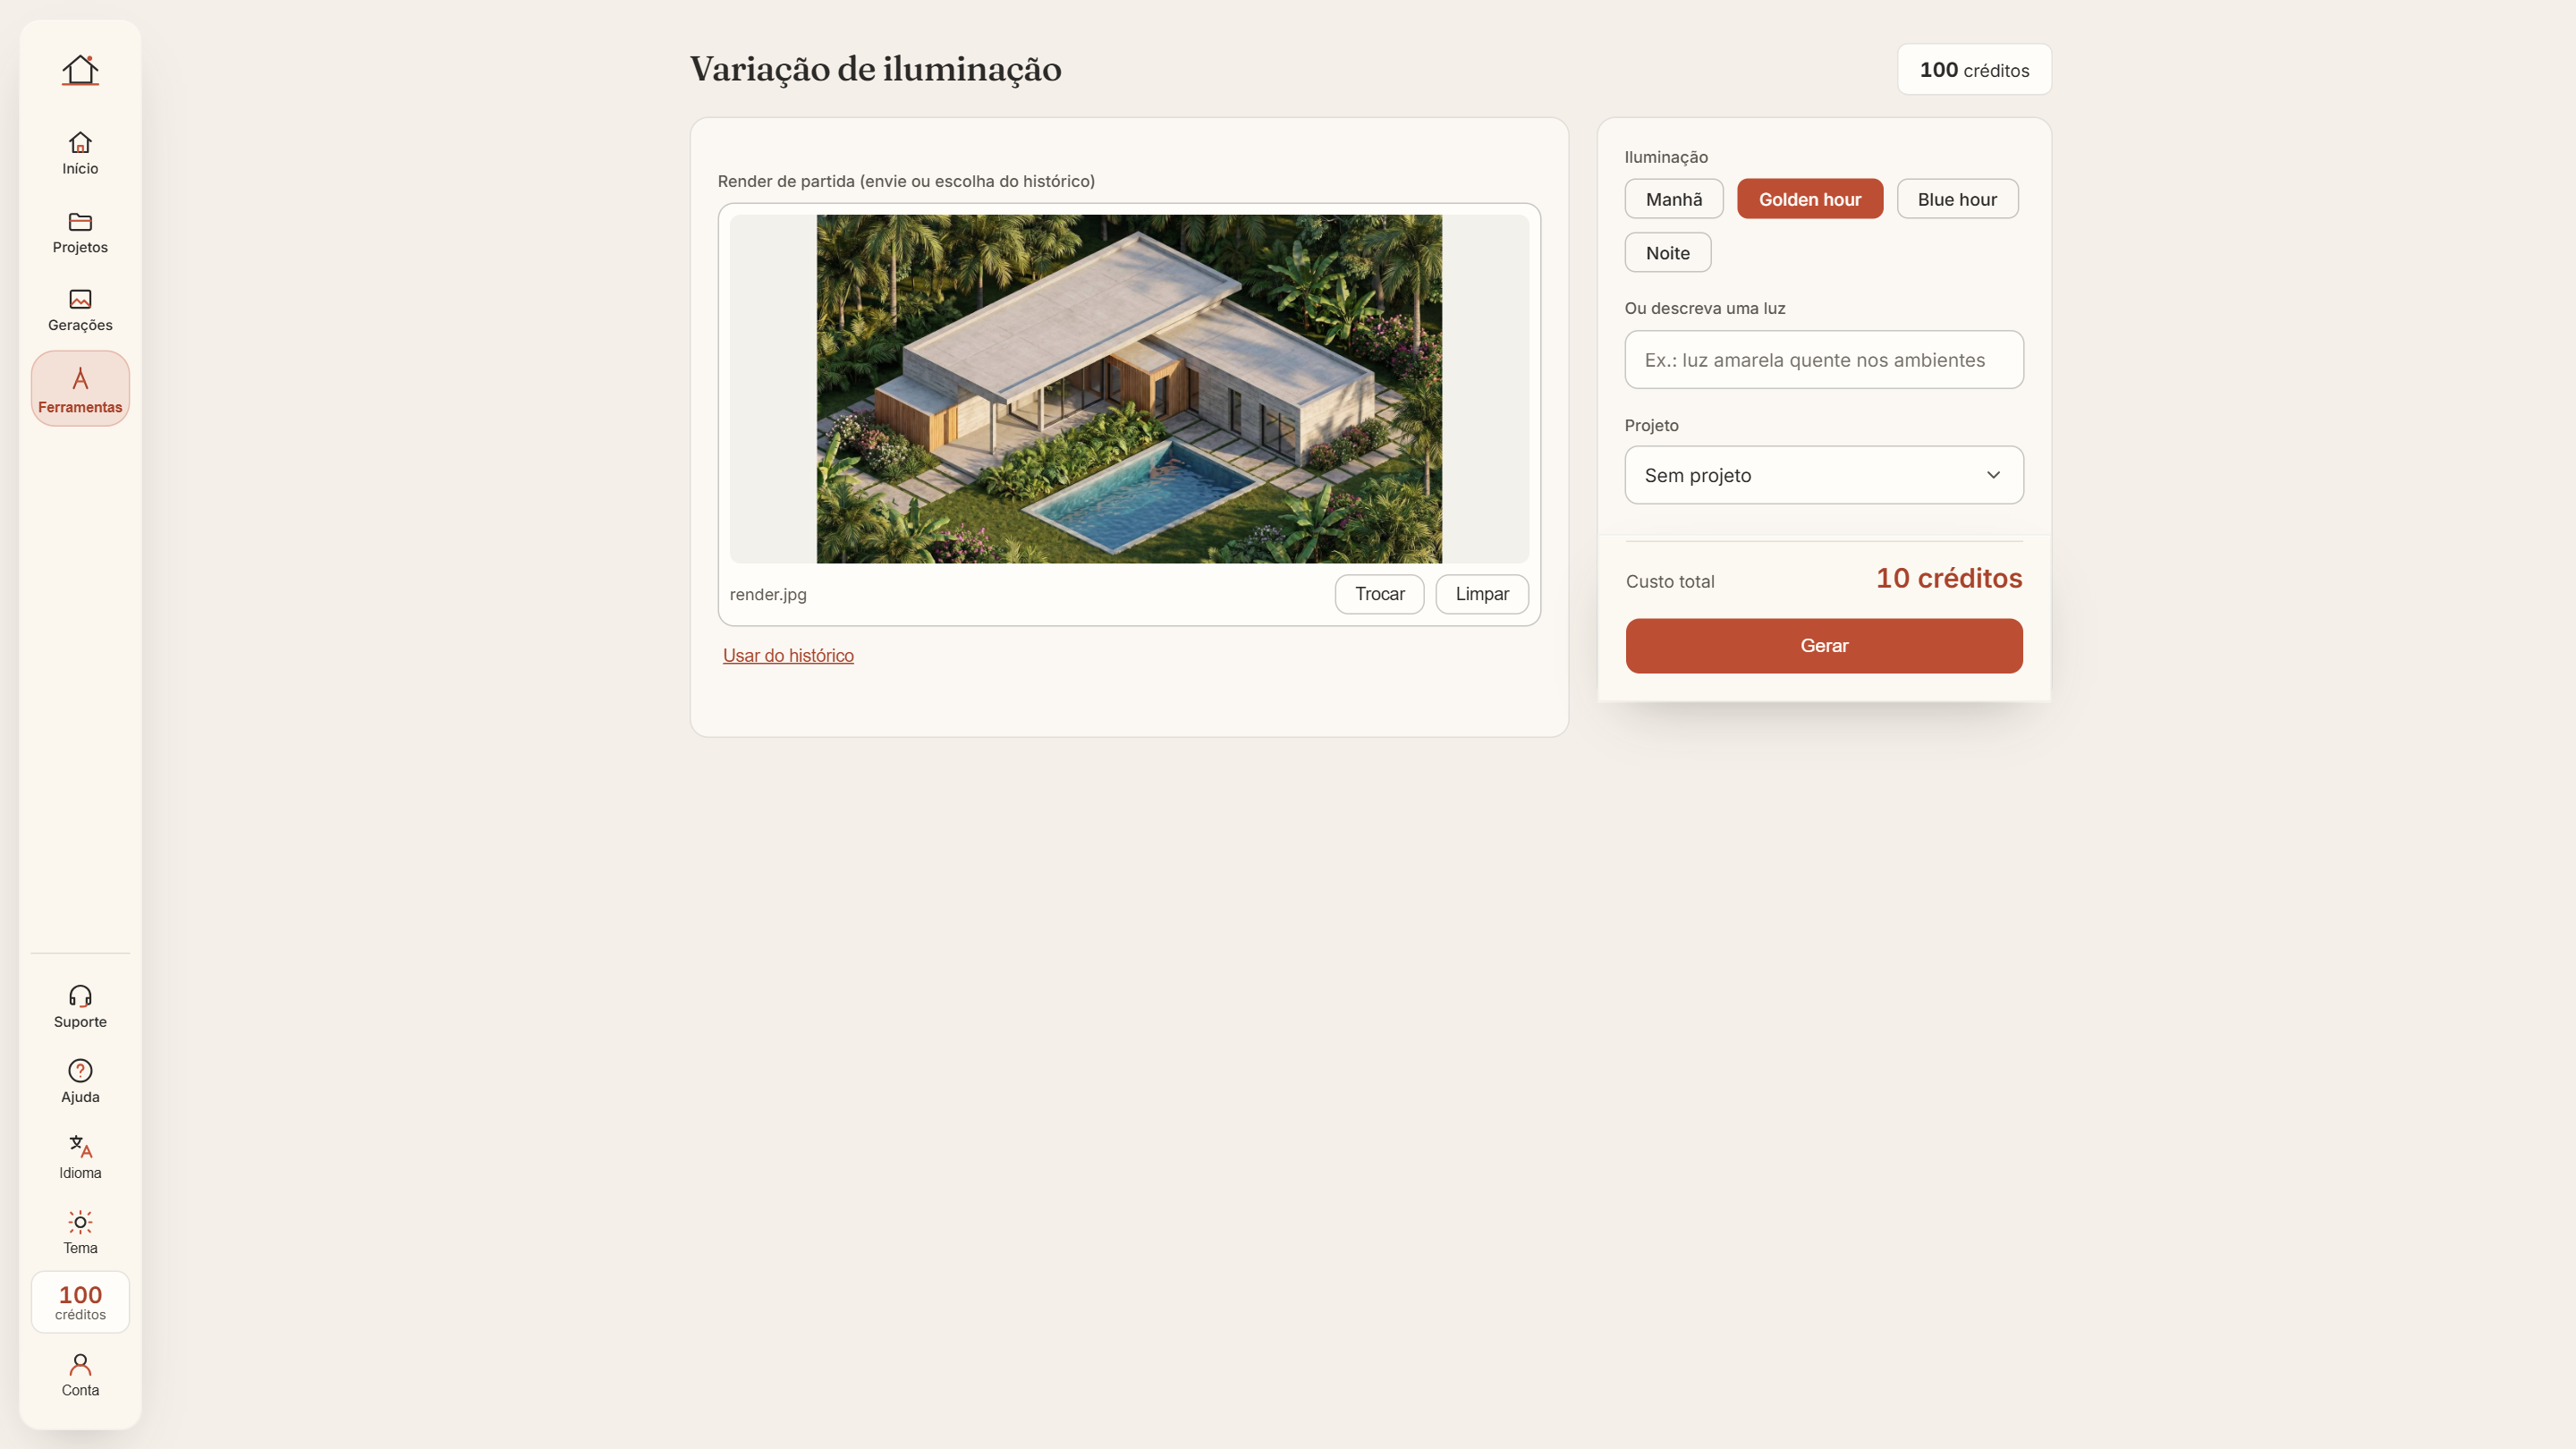 Início
Projetos
Gerações
Ferramentas
Suporte
Ajuda
Idioma
Tema
100
créditos
Conta
Variação de iluminação
100 créditos
Render de partida (envie ou escolha do histórico)
render.jpg
Trocar
Limpar
Usar do histórico
Iluminação
Manhã
Golden hour
Blue hour
Noite
Ou descreva uma luz
Ex.: luz amarela quente nos ambientes
Projeto
Sem projeto
Custo total
10 créditos
Gerar